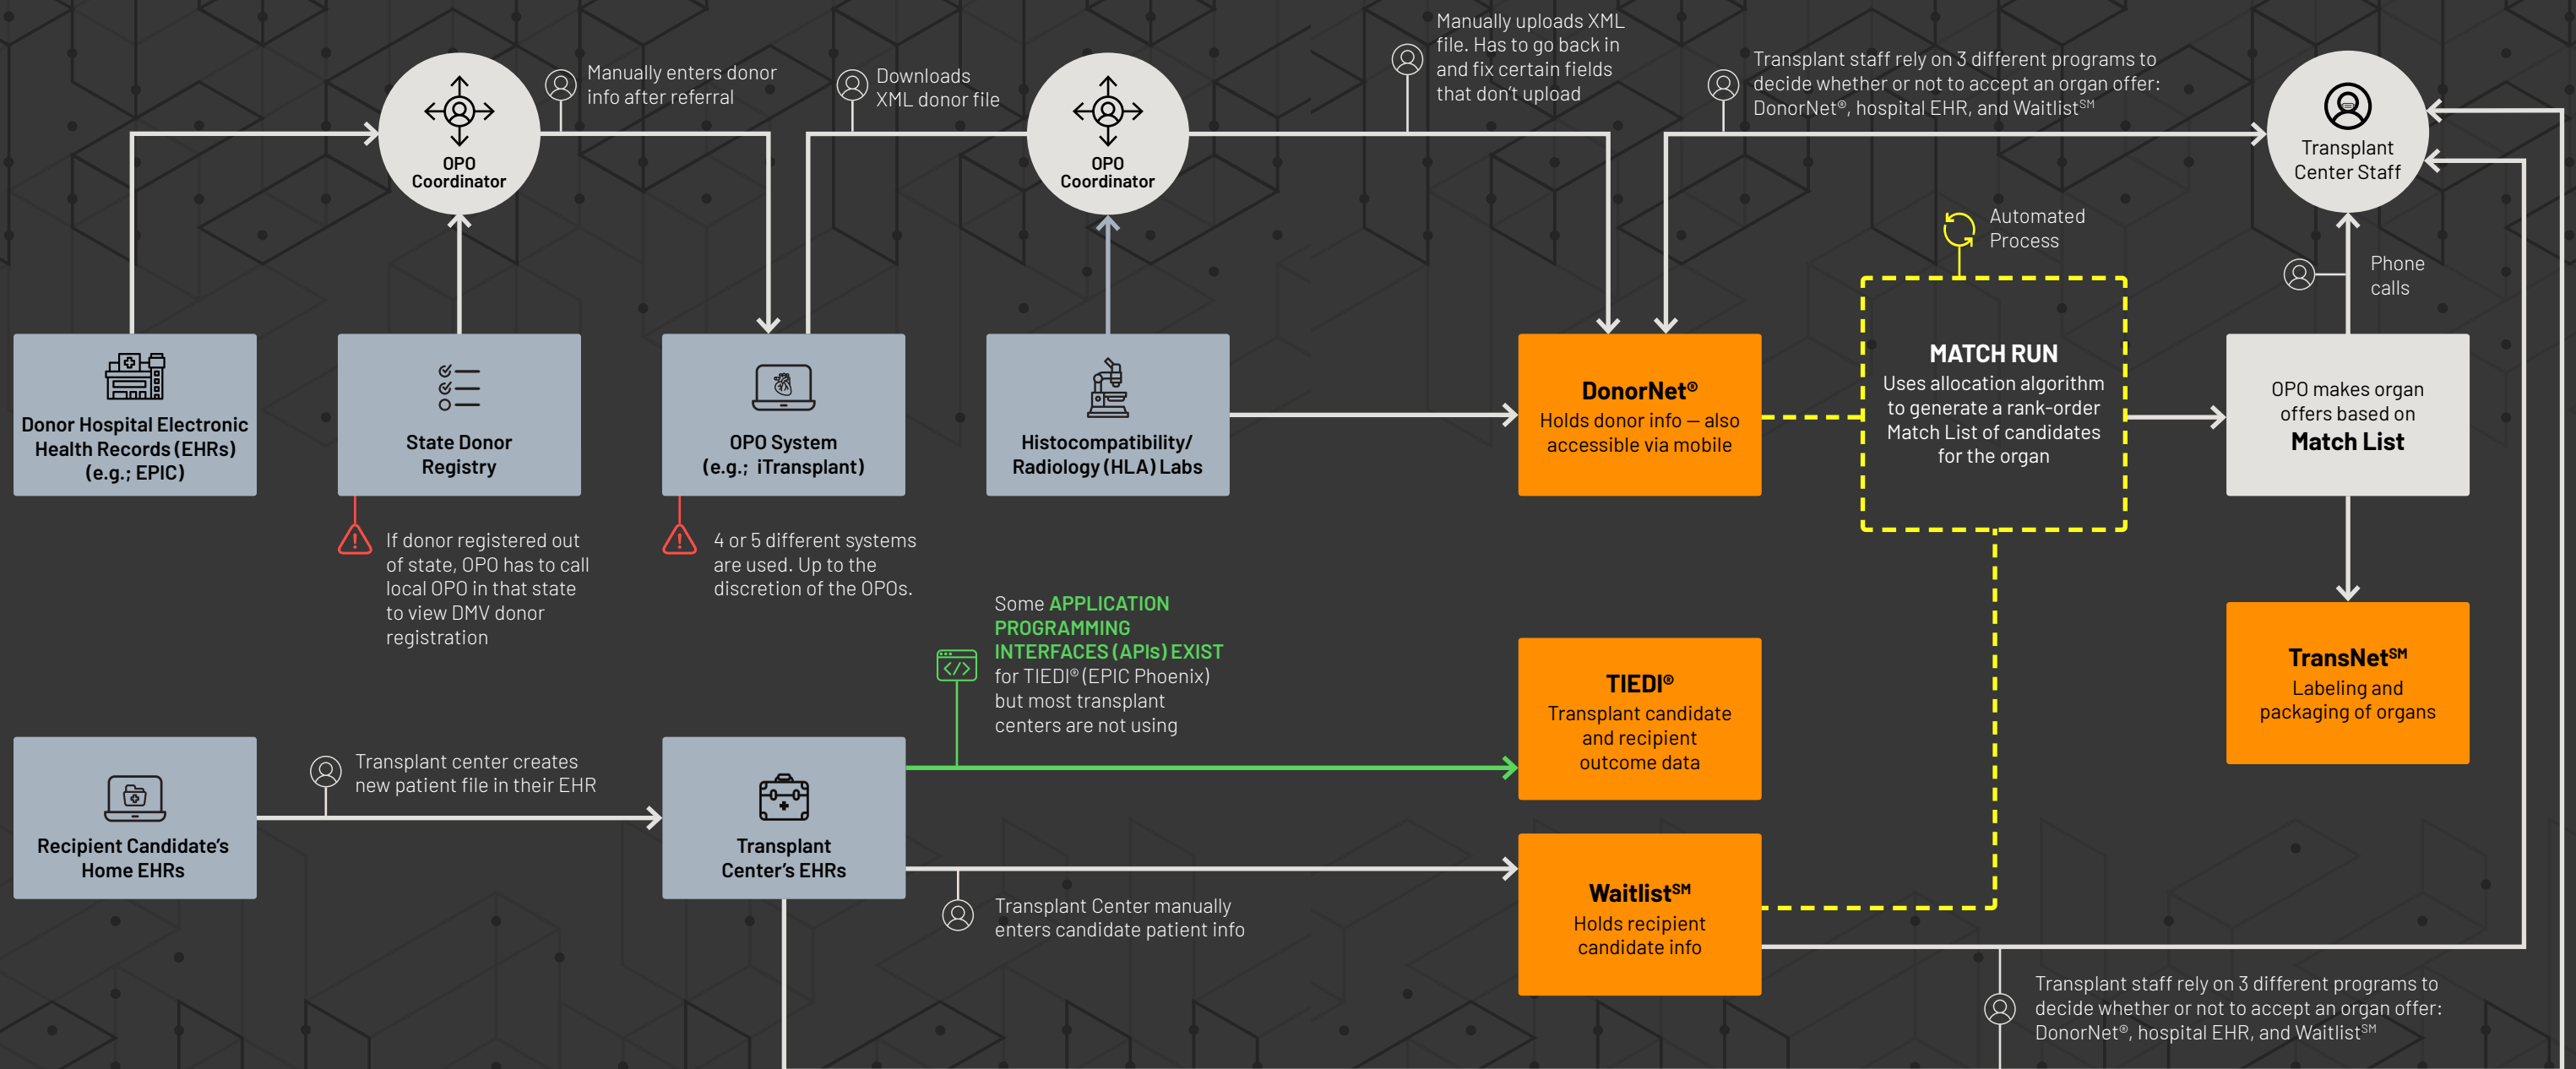 OPO
Coordinator
Manually enters donor
info after referral
Downloads
XML donor file
OPO
Coordinator
Manually uploads XML
file. Has to go back in
and fix certain fields
that don't upload
Transplant staff rely on 3 different programs to
decide whether or not to accept an organ offer:
DonorNet®, hospital EHR, and Waitlist℠
Transplant
Center Staff
Automated
Process
Phone
calls
Donor Hospital Electronic
Health Records (EHRs)
(e.g.; EPIC)
State Donor
Registry
OPO System
(e.g.; iTransplant)
Histocompatibility/
Radiology (HLA) Labs
DonorNet®
Holds donor info — also
accessible via mobile
MATCH RUN
Uses allocation algorithm
to generate a rank-order
Match List of candidates
for the organ
OPO makes organ
offers based on
Match List
If donor registered out
of state, OPO has to call
local OPO in that state
to view DMV donor
registration
4 or 5 different systems
are used. Up to the
discretion of the OPOs.
Some APPLICATION
PROGRAMMING
INTERFACES (APIs) EXIST
for TIEDI® (EPIC Phoenix)
but most transplant
centers are not using
TIEDI®
Transplant candidate
and recipient
outcome data
TransNet℠
Labeling and
packaging of organs
Recipient Candidate's
Home EHRs
Transplant center creates
new patient file in their EHR
Transplant
Center's EHRs
Transplant Center manually
enters candidate patient info
Waitlist℠
Holds recipient
candidate info
Transplant staff rely on 3 different programs to
decide whether or not to accept an organ offer:
DonorNet®, hospital EHR, and Waitlist℠